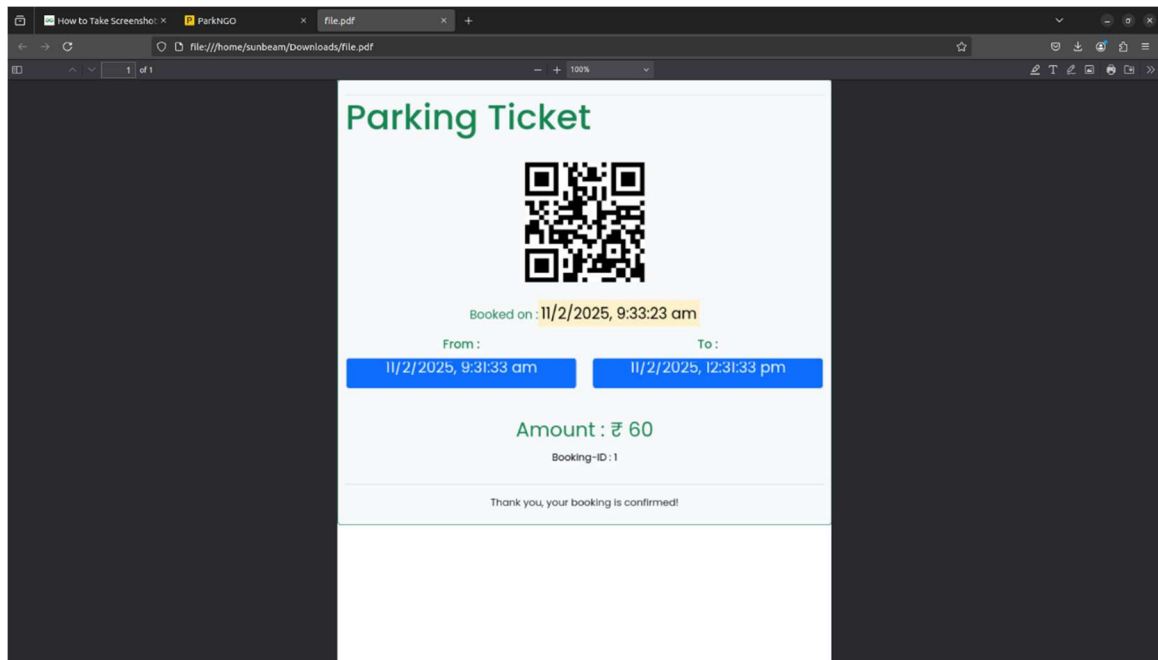 How to Take Screenshot
ParkNGO
file.pdf
file:///home/sunbeam/Downloads/file.pdf
1 of 1
100%
Parking Ticket
Booked on : 11/2/2025, 9:33:23 am
From : To :
11/2/2025, 9:31:33 am 11/2/2025, 12:31:33 pm
Amount : ₹ 60
Booking-ID : 1
Thank you, your booking is confirmed!